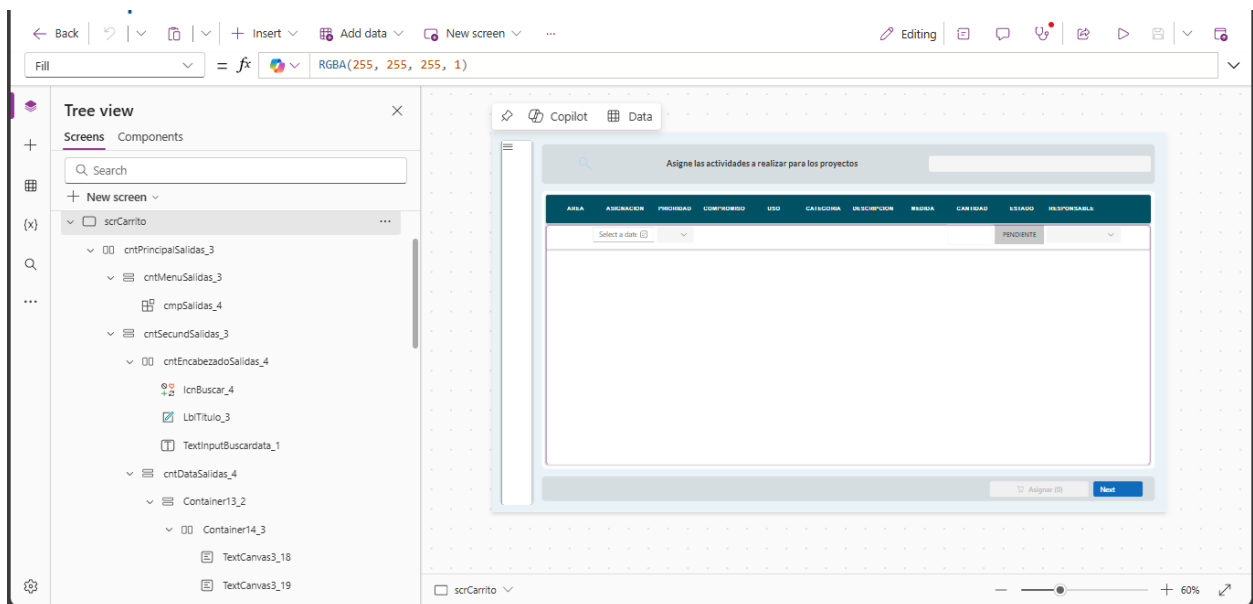 Back
Insert
Add data
New screen
...
Editing
Fill
= fx
RGBA(255, 255, 255, 1)
Tree view
Screens Components
Search
New screen
scrCarrito
cntPrincipalSalidas_3
cntMenuSalidas_3
cmpSalidas_4
cntSecundSalidas_3
cntEncabezadoSalidas_4
IcnBuscar_4
LblTitulo_3
TextInputBuscardata_1
cntDataSalidas_4
Container13_2
Container14_3
TextCanvas3_18
TextCanvas3_19
Copilot Data
Asigne las actividades a realizar para los proyectos
AREA ASIGNACION PRIORIDAD COMPROMISO USO CATEGORIA DESCRIPCION MEDIDA CANTIDAD ESTADO RESPONSABLE
Select a date PENDIENTE
Asignar (0) Next
scrCarrito
60%